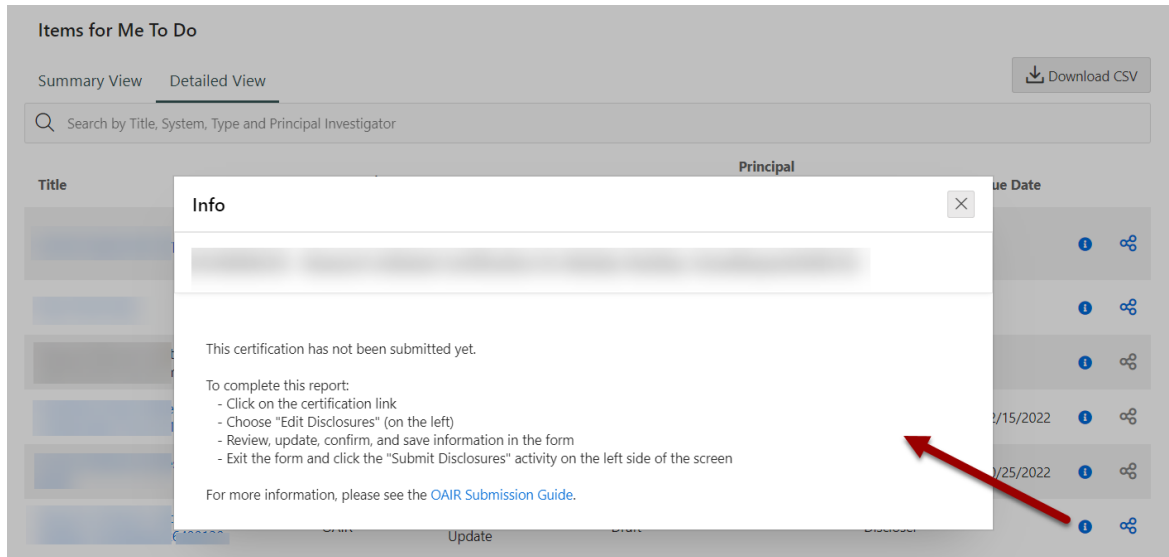 Items for Me To Do
Summary View Detailed View
Download CSV
Search by Title, System, Type and Principal Investigator
Principal
Title
Info
This certification has not been submitted yet.
To complete this report:
- Click on the certification link
- Choose "Edit Disclosures" (on the left)
- Review, update, confirm, and save information in the form
- Exit the form and click the "Submit Disclosures" activity on the left side of the screen
For more information, please see the OAIR Submission Guide.
2/15/2022
/25/2022
Update